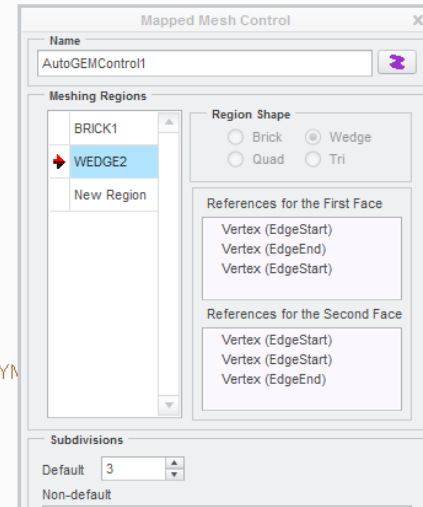 Mapped Mesh Control X
Name
AutoGEMControl1
Meshing Regions
BRICK1
WEDGE2
New Region
Region Shape
Brick Wedge
Quad Tri
References for the First Face
Vertex (EdgeStart)
Vertex (EdgeEnd)
Vertex (EdgeStart)
References for the Second Face
Vertex (EdgeStart)
Vertex (EdgeStart)
Vertex (EdgeEnd)
YM
Subdivisions
Default 3
Non-default